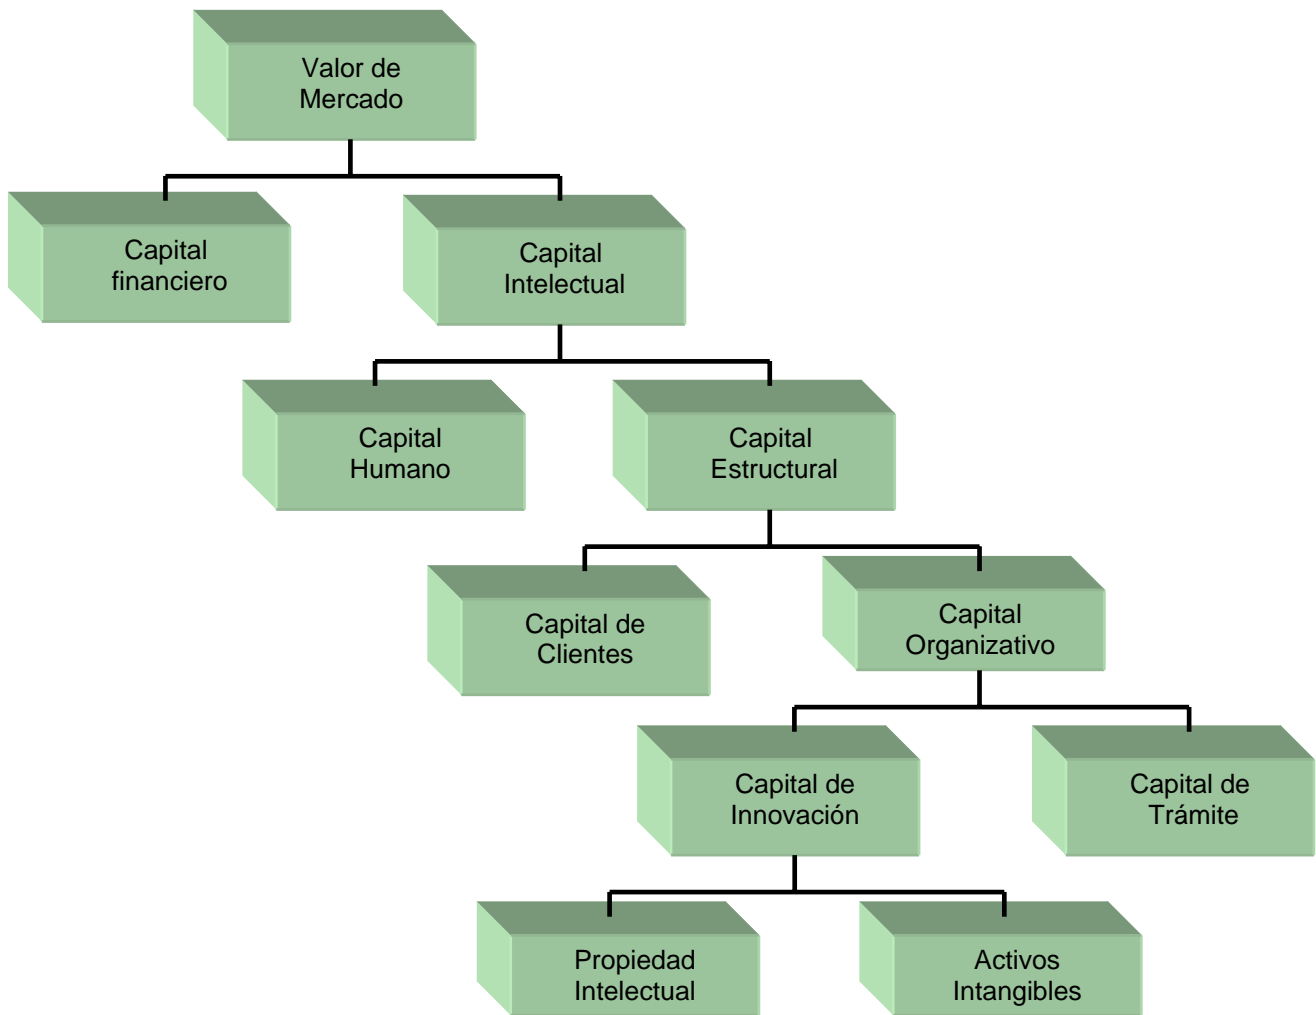 Valor de
Mercado
Capital
financiero
Capital
Intelectual
Capital
Humano
Capital
Estructural
Capital de
Clientes
Capital
Organizativo
Capital de
Innovación
Capital de
Trámite
Propiedad
Intelectual
Activos
Intangibles